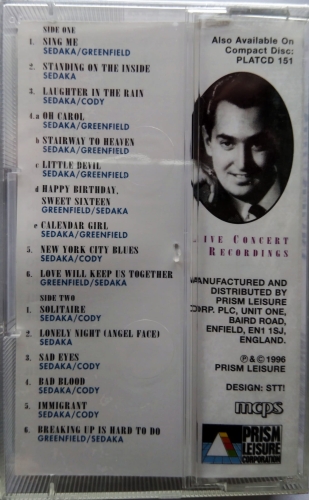 SIDE ONE
1. SING ME
SEDAKA/GREENFIELD
2. STANDING ON THE INSIDE
SEDAKA
3. LAUGHTER IN THE RAIN
SEDAKA/CODY
4.a OH CAROL
SEDAKA/GREENFIELD
b STAIRWAY TO HEAVEN
SEDAKA/GREENFIELD
c LITTLE DEVIL
SEDAKA/GREENFIELD
d HAPPY BIRTHDAY,
SWEET SIXTEEN
GREENFIELD/SEDAKA
e CALENDAR GIRL
SEDAKA/GREENFIELD
5. NEW YORK CITY BLUES
SEDAKA/CODY
6. LOVE WILL KEEP US TOGETHER
GREENFIELD/SEDAKA
SIDE TWO
1. SOLITAIRE
SEDAKA/CODY
2. LONELY NIGHT (ANGEL FACE)
SEDAKA
3. SAD EYES
SEDAKA/CODY
4. BAD BLOOD
SEDAKA/CODY
5. IMMIGRANT
SEDAKA/CODY
6. BREAKING UP IS HARD TO DO
GREENFIELD/SEDAKA
Also Available On
Compact Disc:
PLATCD 151
LIVE CONCERT
RECORDINGS
MANUFACTURED AND
DISTRIBUTED BY
PRISM LEISURE
CORP. PLC, UNIT ONE,
BAIRD ROAD,
ENFIELD, EN1 1SJ,
ENGLAND.
℗ & © 1996
PRISM LEISURE
DESIGN: STT!
mcps
PRISM
LEISURE
CORPORATION